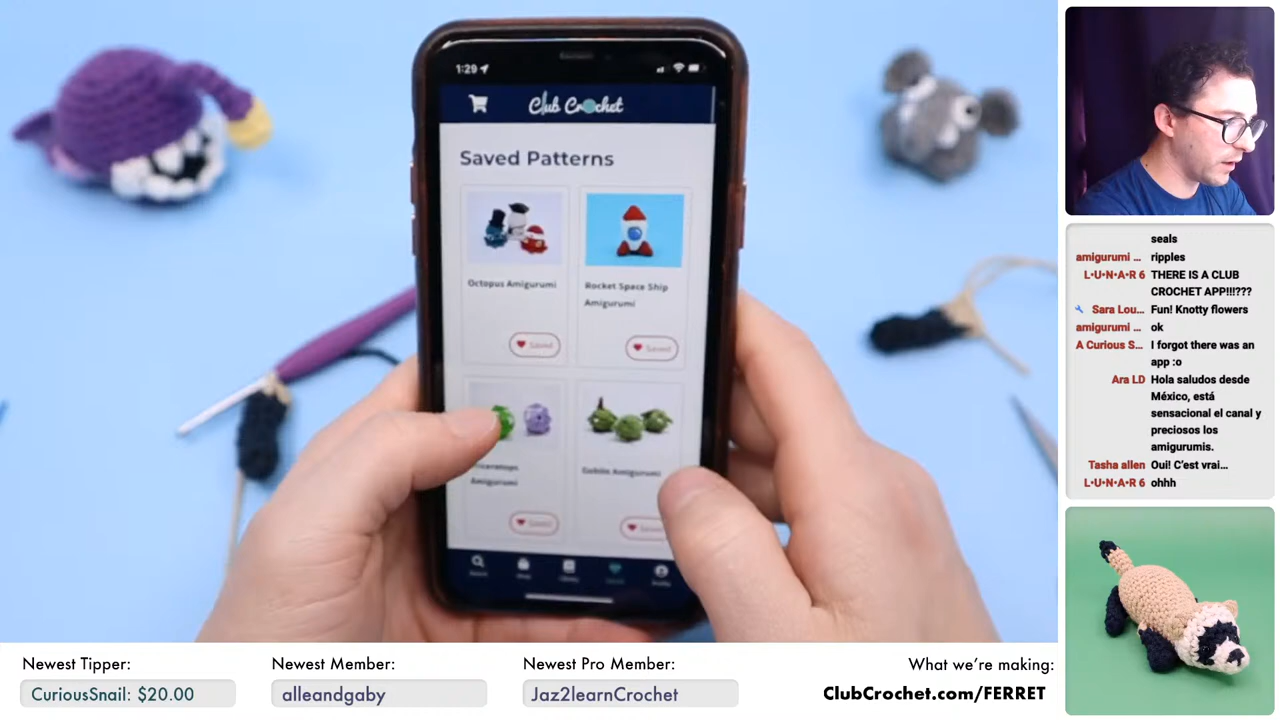 1:29
Club Crochet
Saved Patterns
Octopus Amigurumi
Rocket Space Ship
Amigurumi
Saved
Saved
Amigurumi
Goblin Amigurumi
Saved
Saved
seals
amigurumi ... ripples
L•U•N•A•R 6 THERE IS A CLUB
CROCHET APP!!!???
Sara Lou... Fun! Knotty flowers
amigurumi ... ok
A Curious S... I forgot there was an
app :o
Ara LD Hola saludos desde
México, está
sensacional el canal y
preciosos los
amigurumis.
Tasha allen Oui! C'est vrai...
L•U•N•A•R 6 ohhh
Newest Tipper:
CuriousSnail: $20.00
Newest Member:
alleandgaby
Newest Pro Member:
Jaz2learnCrochet
What we're making:
ClubCrochet.com/FERRET